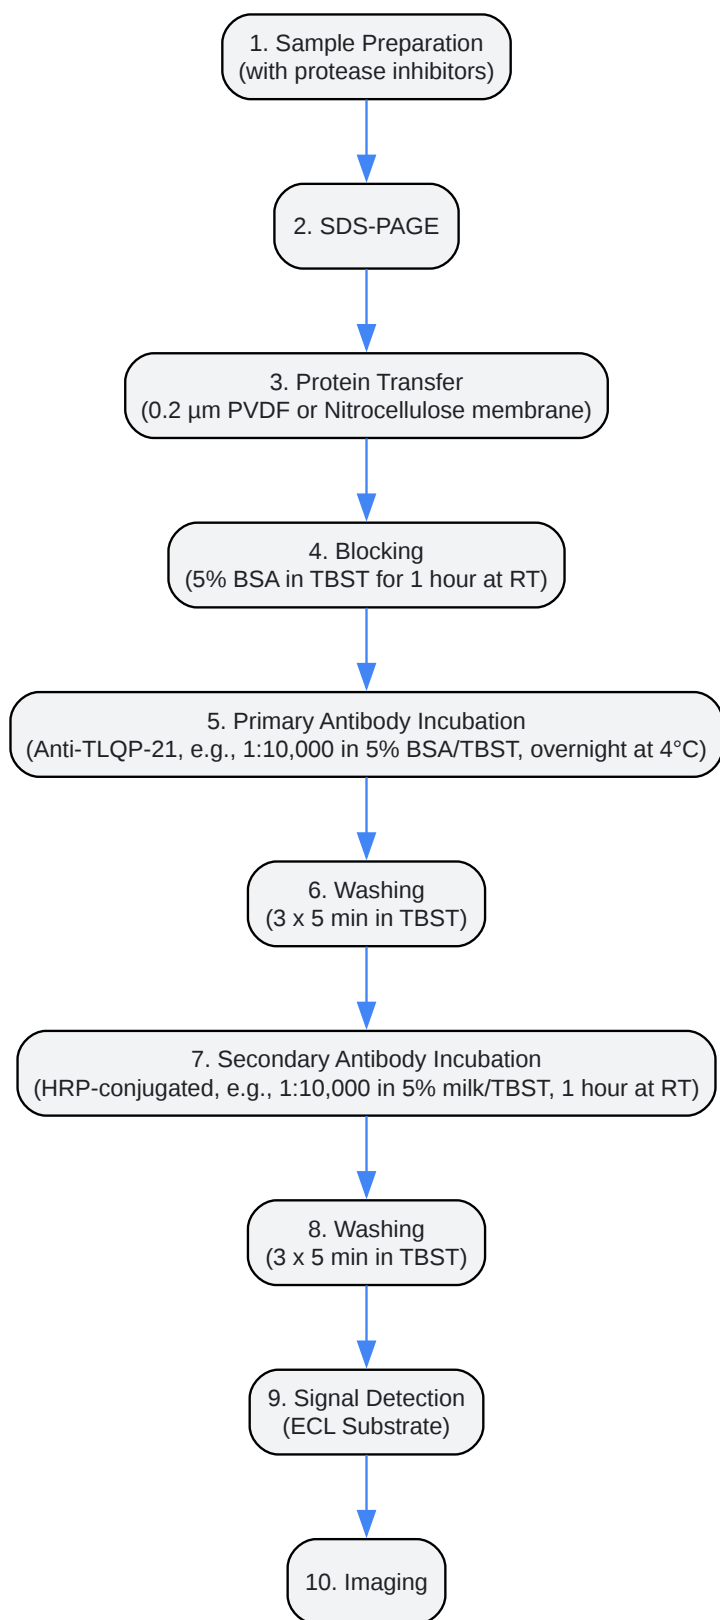 1. Sample Preparation
(with protease inhibitors)
2. SDS-PAGE
3. Protein Transfer
(0.2 µm PVDF or Nitrocellulose membrane)
4. Blocking
(5% BSA in TBST for 1 hour at RT)
5. Primary Antibody Incubation
(Anti-TLQP-21, e.g., 1:10,000 in 5% BSA/TBST, overnight at 4°C)
6. Washing
(3 x 5 min in TBST)
7. Secondary Antibody Incubation
(HRP-conjugated, e.g., 1:10,000 in 5% milk/TBST, 1 hour at RT)
8. Washing
(3 x 5 min in TBST)
9. Signal Detection
(ECL Substrate)
10. Imaging